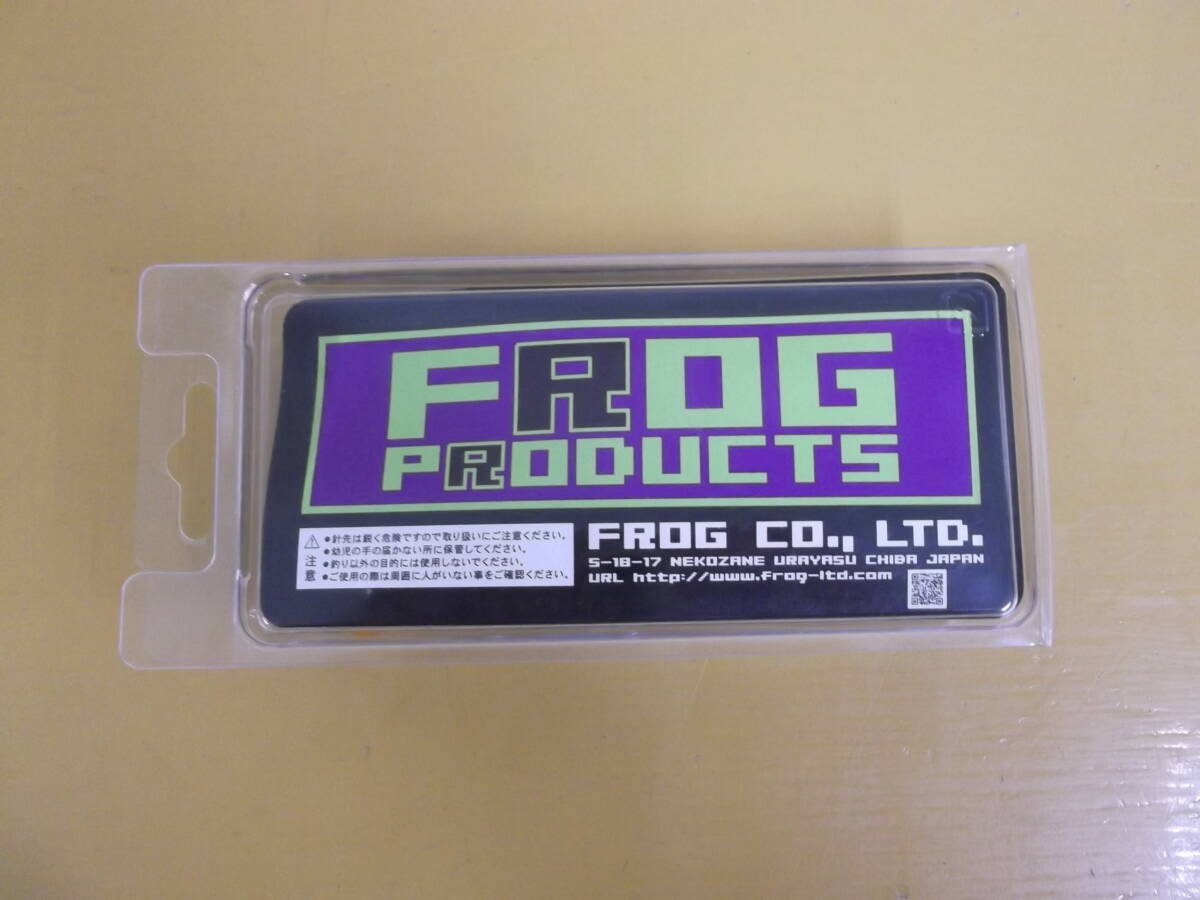 FROG
PRODUCTS
注意
●針先は鋭く危険ですので取り扱いにご注意ください。
●幼児の手の届かない所に保管してください。
●釣り以外の目的には使用しないでください。
●ご使用の際は周囲に人がいない事をご確認ください。
FROG CO., LTD.
5-18-17 NEKOZANE URAYASU CHIBA JAPAN
URL http://www.frog-ltd.com